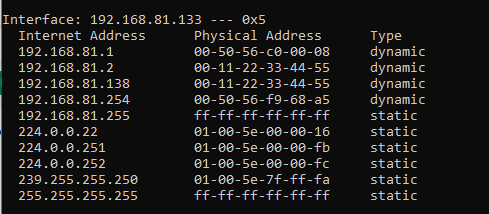 Interface: 192.168.81.133 --- 0x5
Internet Address Physical Address Type
192.168.81.1 00-50-56-c0-00-08 dynamic
192.168.81.2 00-11-22-33-44-55 dynamic
192.168.81.138 00-11-22-33-44-55 dynamic
192.168.81.254 00-50-56-f9-68-a5 dynamic
192.168.81.255 ff-ff-ff-ff-ff-ff static
224.0.0.22 01-00-5e-00-00-16 static
224.0.0.251 01-00-5e-00-00-fb static
224.0.0.252 01-00-5e-00-00-fc static
239.255.255.250 01-00-5e-7f-ff-fa static
255.255.255.255 ff-ff-ff-ff-ff-ff static